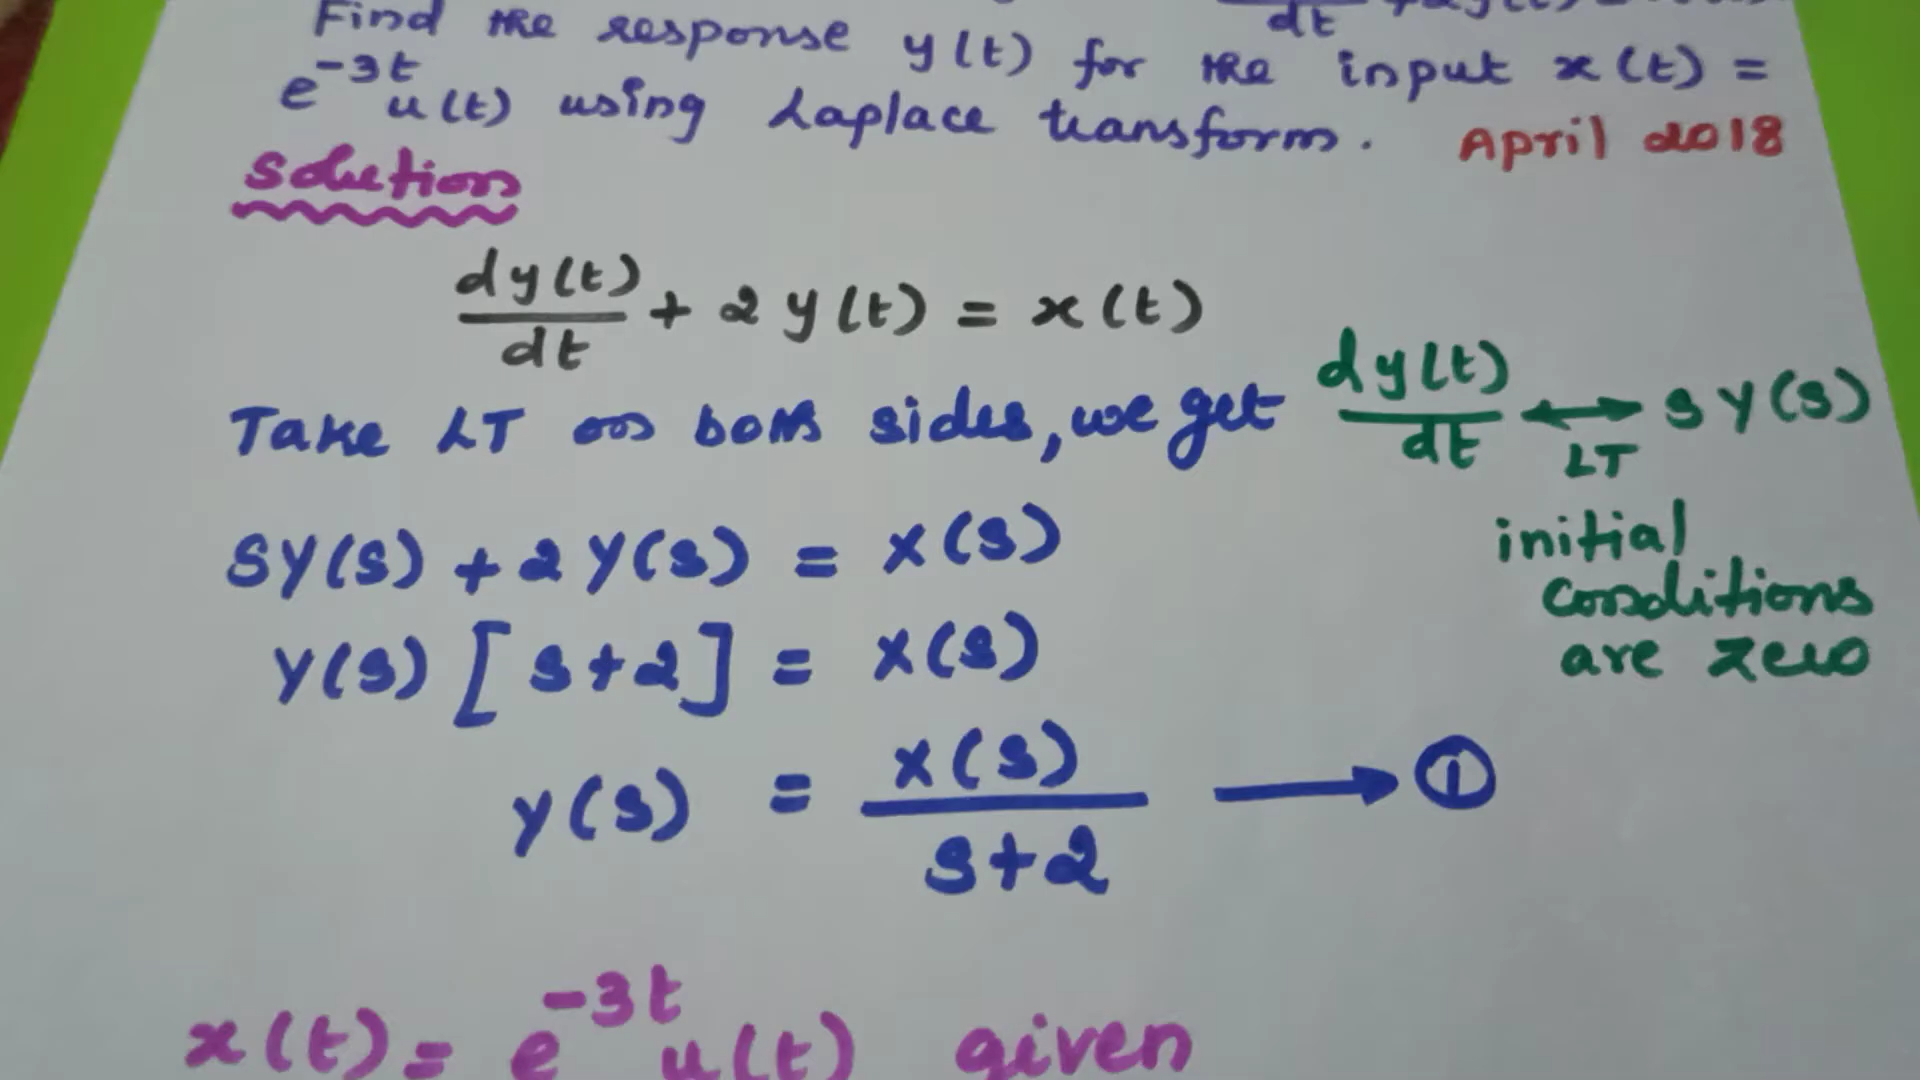 Find the response y(t) for the input x(t) =
e^{-3t} u(t) using Laplace transform. April 2018
Solution
dy(t)/dt + 2y(t) = x(t)
Take LT on both sides, we get
dy(t)/dt ↔ sY(s)
LT
initial
conditions
are zero
SY(s) + 2Y(s) = X(s)
Y(s) [s+2] = X(s)
Y(s) = X(s)/s+2 → ①
x(t) = e^{-3t} u(t) given